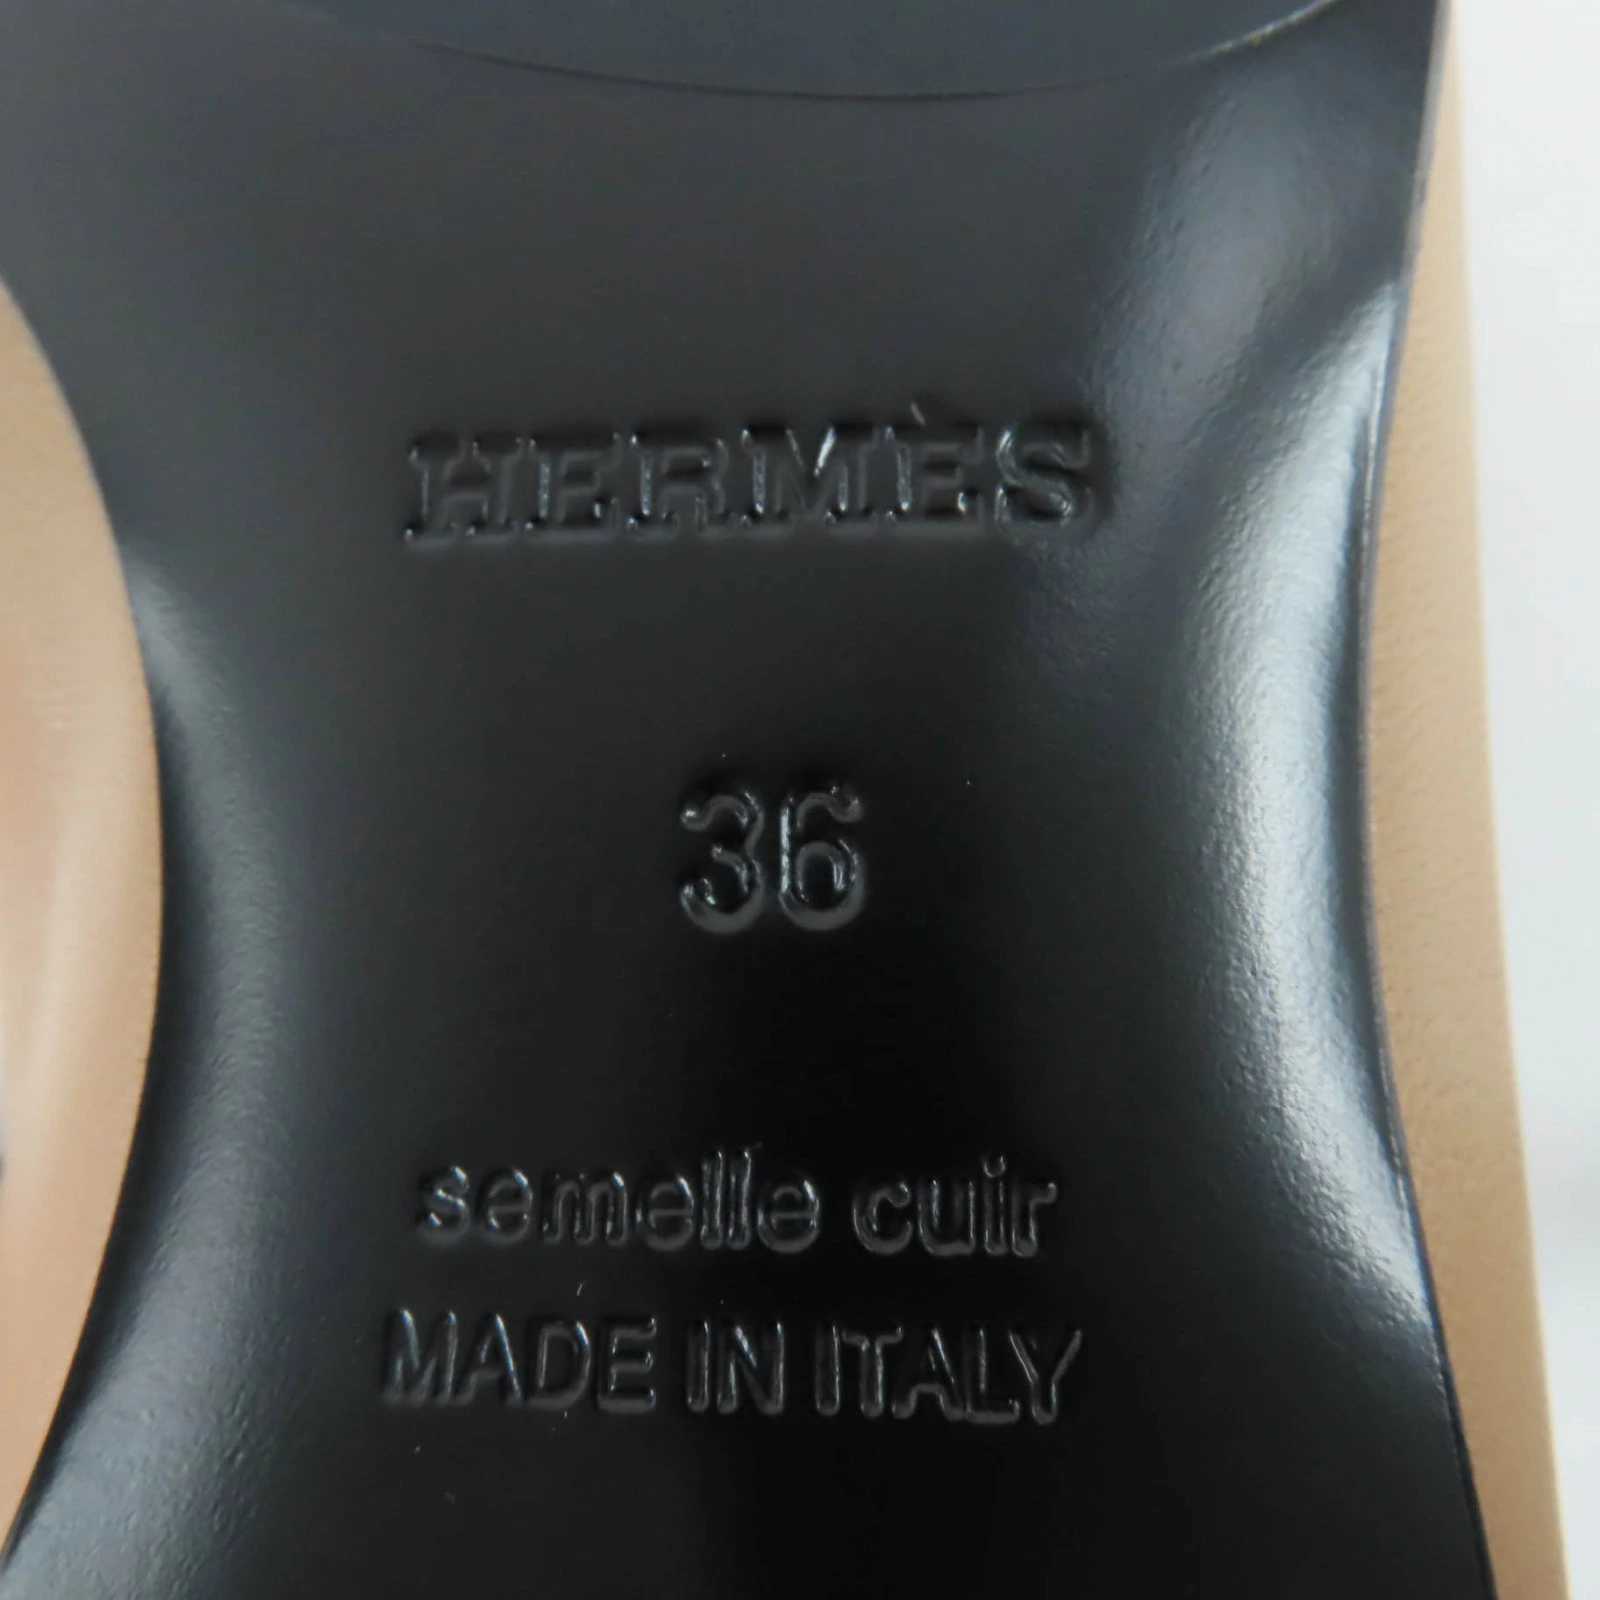 HERMÈS
36
semelle cuir
MADE IN ITALY